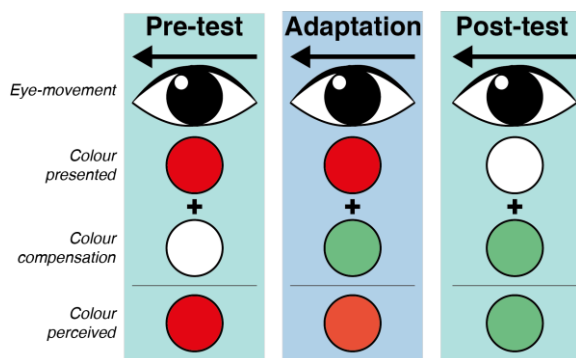 Pre-test Adaptation Post-test
Eye-movement
Colour
presented
+ + +
Colour
compensation
Colour
perceived